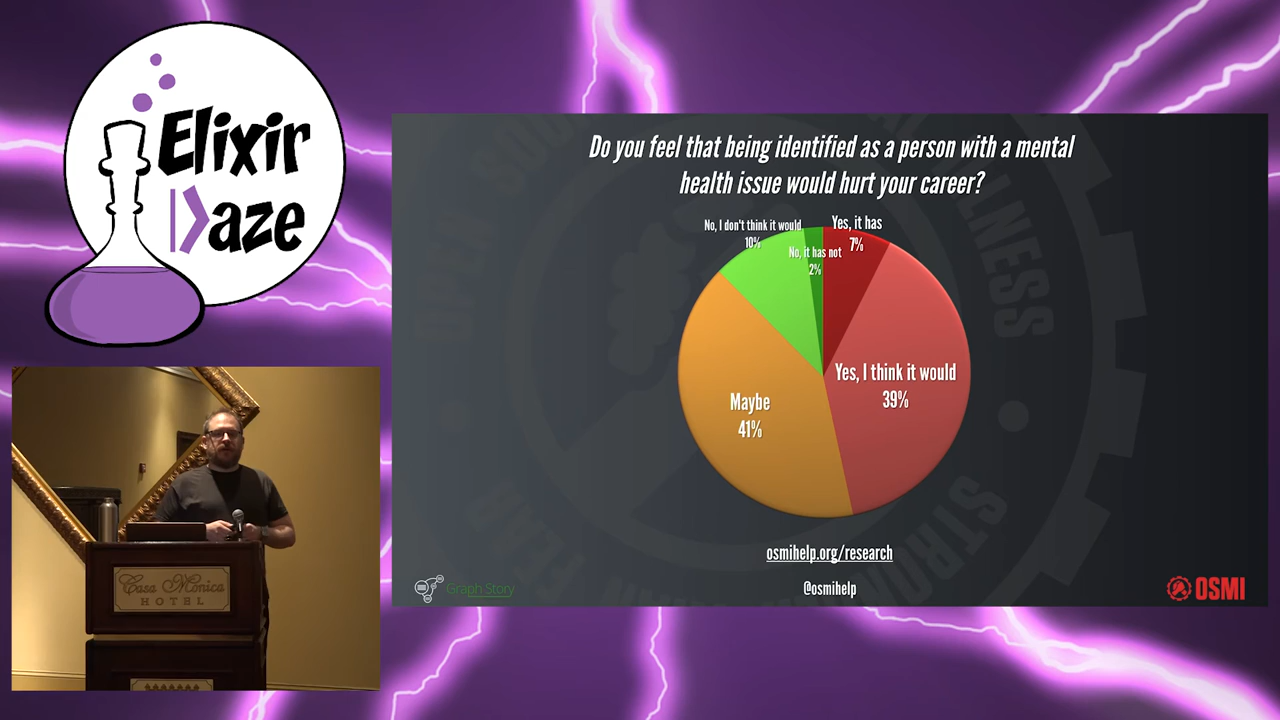 Elixir
Daze
Do you feel that being identified as a person with a mental
health issue would hurt your career?
No, I don't think it would
10%
No, it has not
2%
Yes, it has
7%
Yes, I think it would
39%
Maybe
41%
osmihelp.org/research
@osmihelp
Graph Story
OSMI
Casa Monica
HOTEL